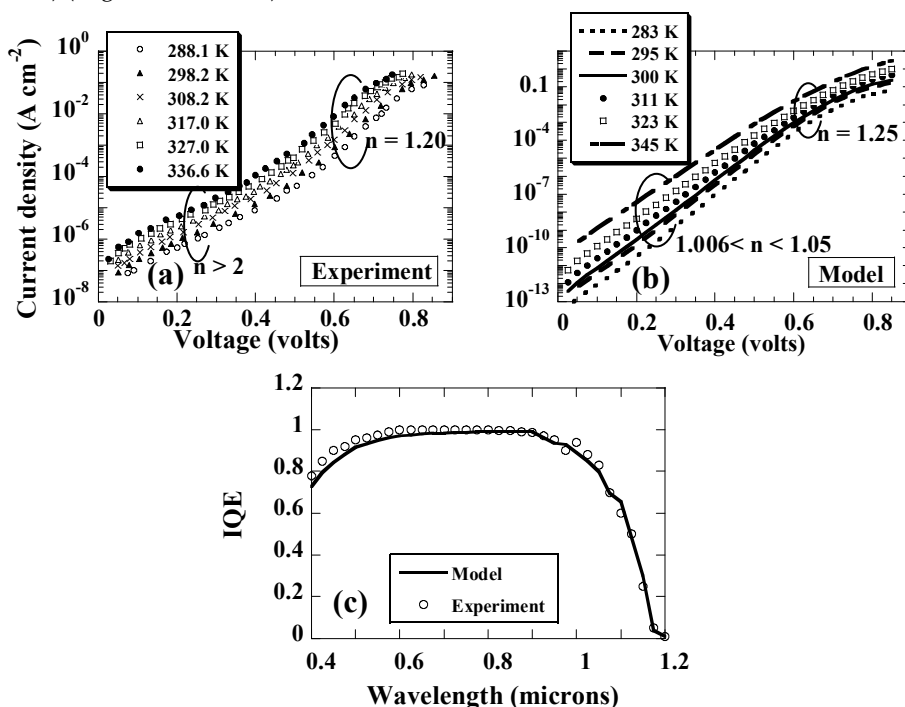 10⁰
10⁻²
10⁻⁴
10⁻⁶
10⁻⁸
Current density (A cm⁻²)
288.1 K
298.2 K
308.2 K
317.0 K
327.0 K
336.6 K
n = 1.20
n > 2
(a)
Experiment
0 0.2 0.4 0.6 0.8
Voltage (volts)
0.1
10⁻⁴
10⁻⁷
10⁻¹⁰
10⁻¹³
283 K
295 K
300 K
311 K
323 K
345 K
n = 1.25
1.006< n < 1.05
(b)
Model
0 0.2 0.4 0.6 0.8
Voltage (volts)
1.2
1
0.8
0.6
0.4
0.2
0
IQE
Model
Experiment
(c)
0.4 0.6 0.8 1 1.2
Wavelength (microns)